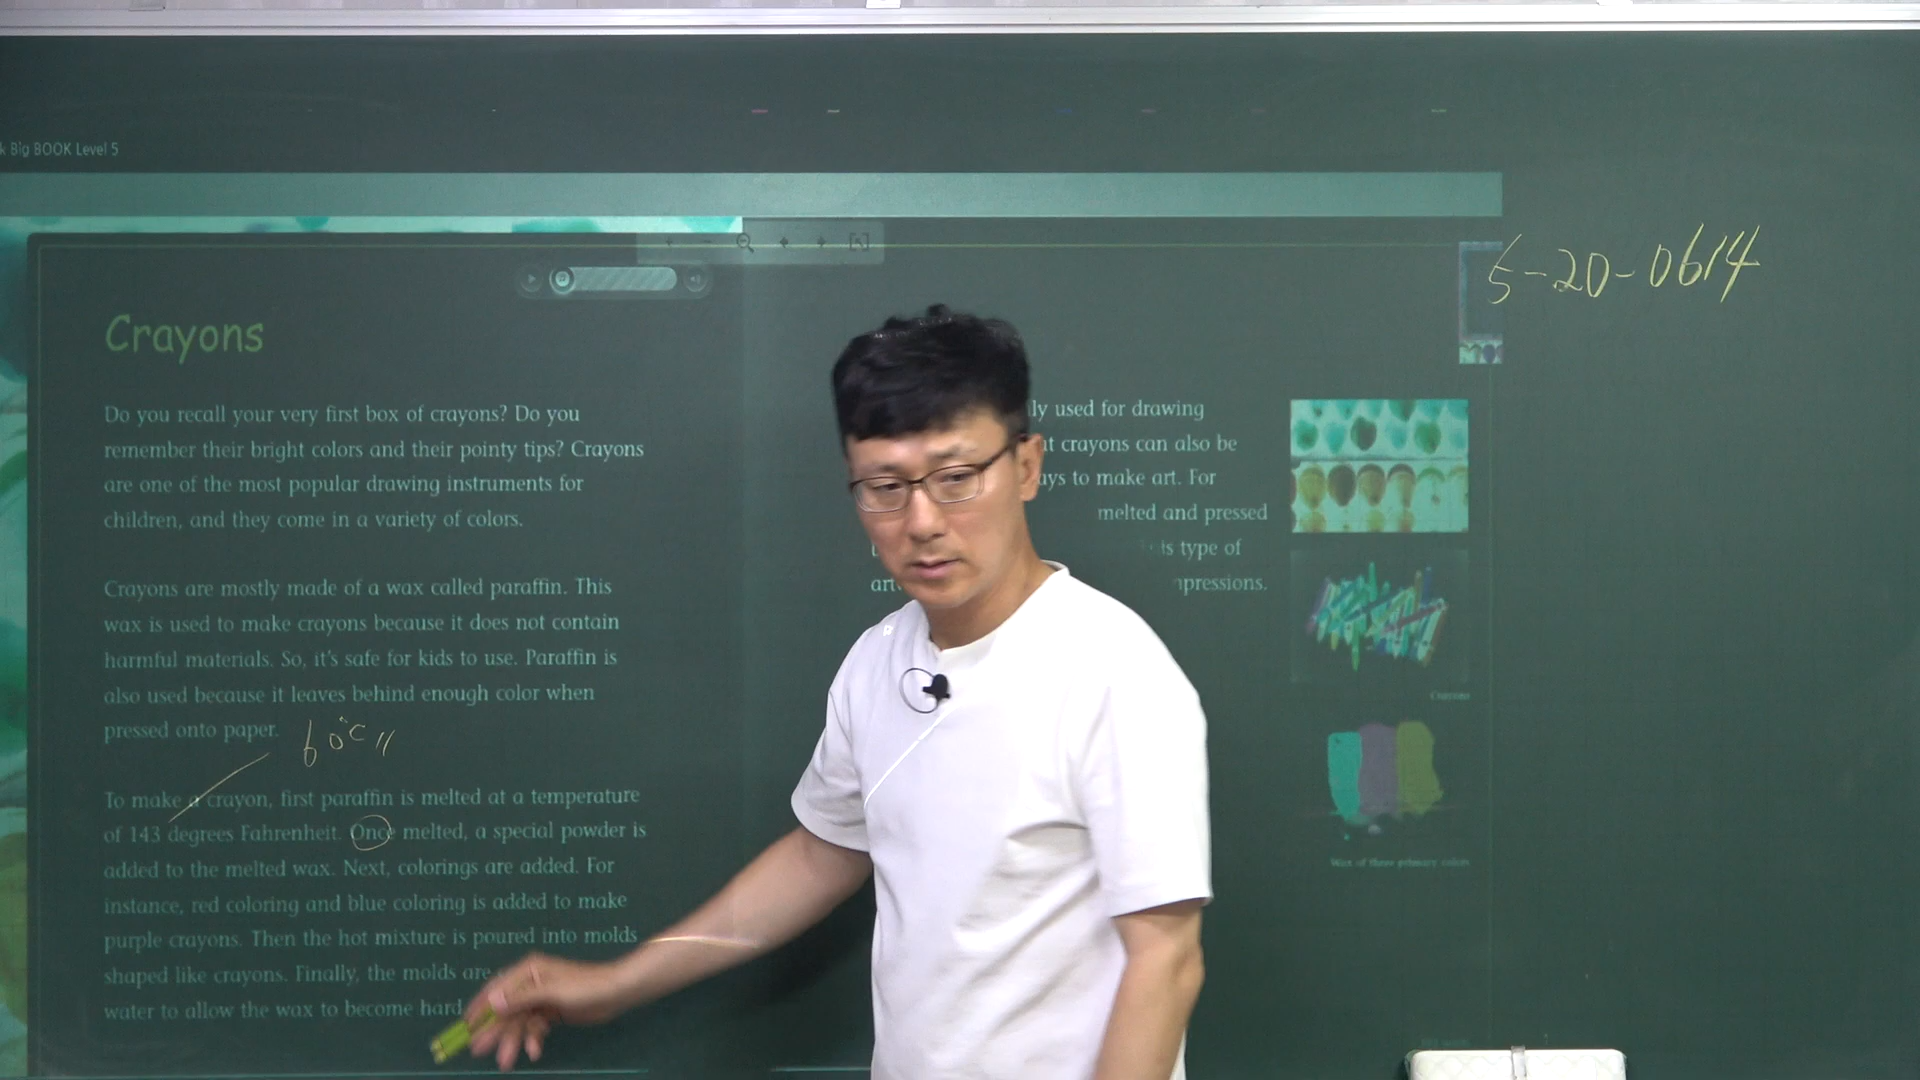 Big BOOK Level 5
5-20-0614
Crayons
Do you recall your very first box of crayons? Do you
remember their bright colors and their pointy tips? Crayons
are one of the most popular drawing instruments for
children, and they come in a variety of colors.
Crayons are mostly made of a wax called paraffin. This
wax is used to make crayons because it does not contain
harmful materials. So, it's safe for kids to use. Paraffin is
also used because it leaves behind enough color when
pressed onto paper.
60°C
To make a crayon, first paraffin is melted at a temperature
of 143 degrees Fahrenheit. Once melted, a special powder is
added to the melted wax. Next, colorings are added. For
instance, red coloring and blue coloring is added to make
purple crayons. Then the hot mixture is poured into molds
shaped like crayons. Finally, the molds are
water to allow the wax to become hard
used for drawing
crayons can also be
to make art. For
melted and pressed
type of
Crayons
Wax of three primary colors